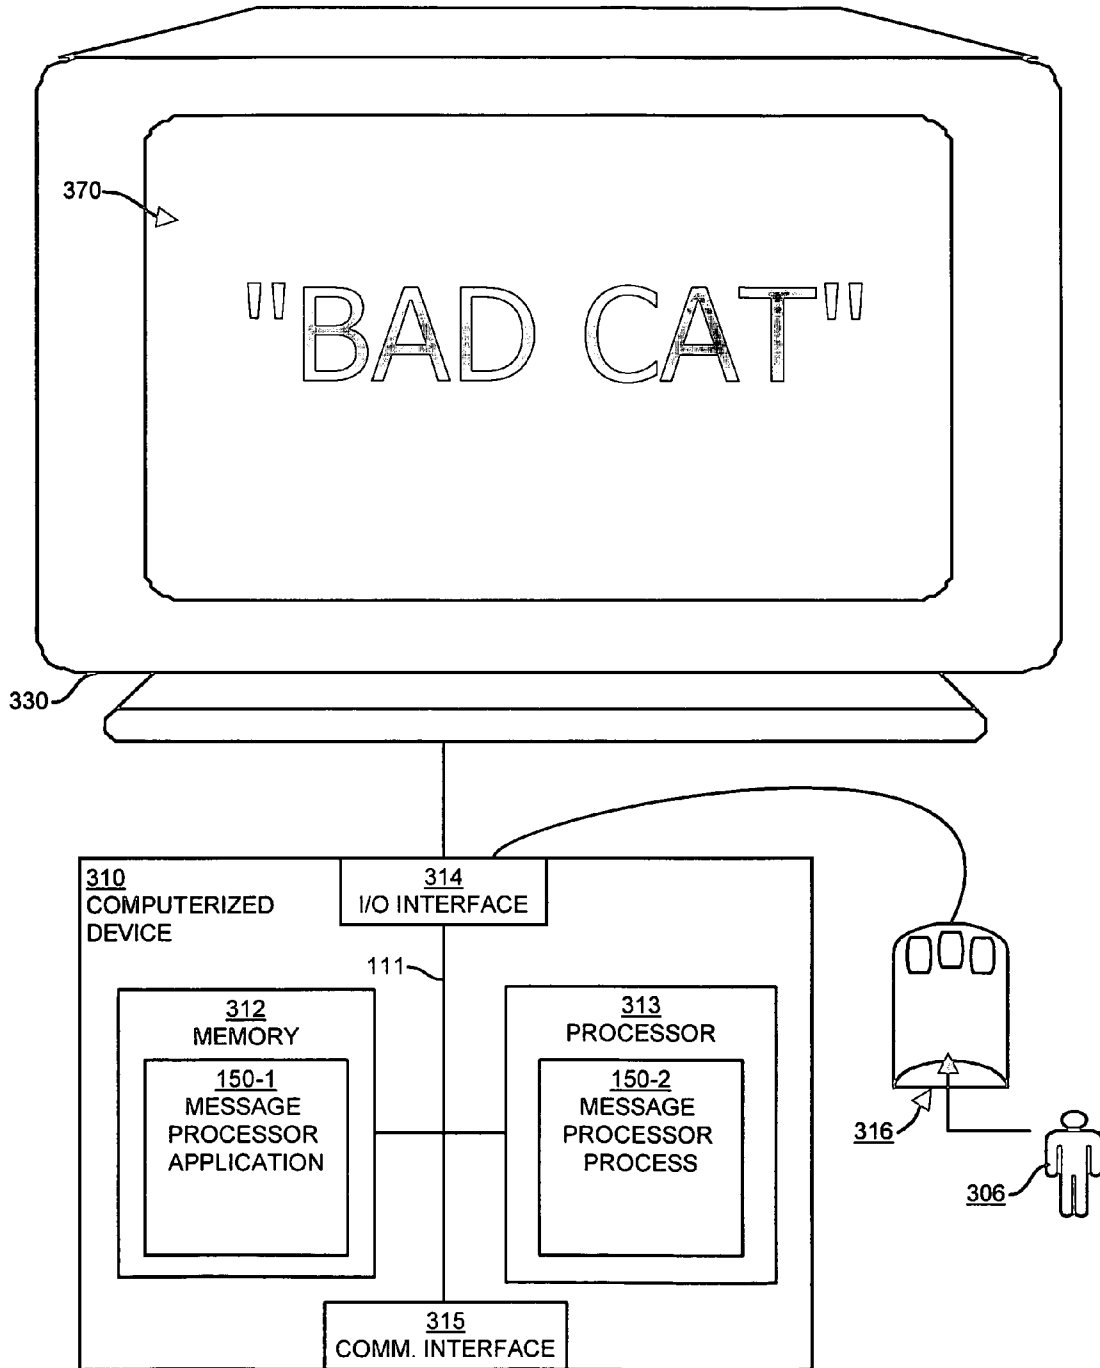 370
"BAD CAT"
330
310
COMPUTERIZED
DEVICE
314
I/O INTERFACE
111
312
MEMORY
313
PROCESSOR
150-1
MESSAGE
PROCESSOR
APPLICATION
150-2
MESSAGE
PROCESSOR
PROCESS
316
306
315
COMM. INTERFACE